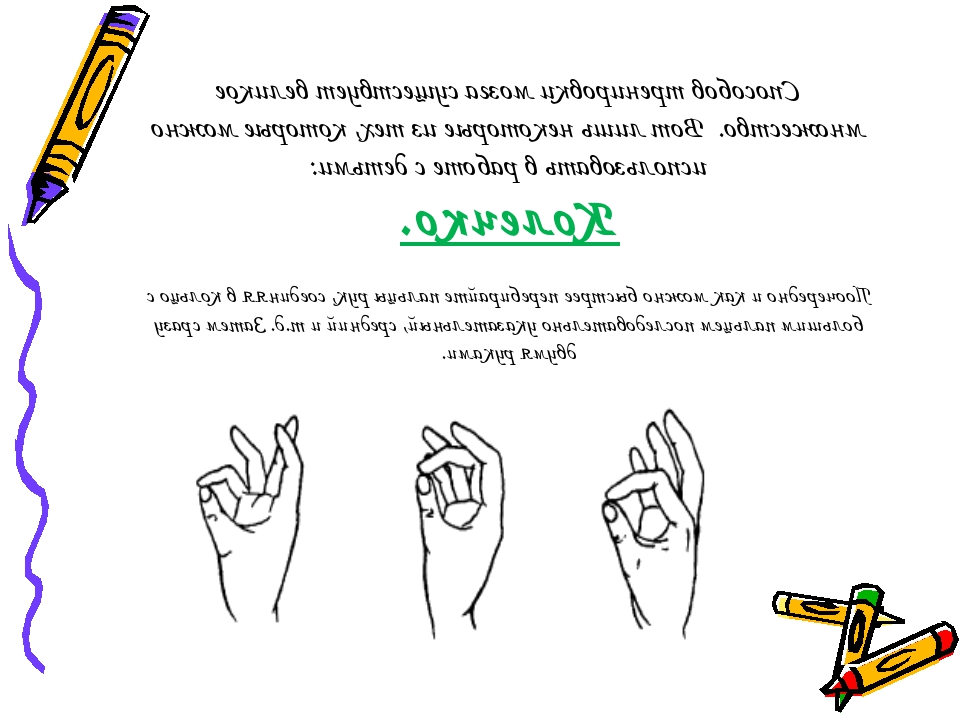 Способов тренировки мозга существует великое
множество. Вот лишь некоторые из тех, которые можно
использовать в работе с детьми:
Колечко.
Поочередно и как можно быстрее перебирайте пальцы рук, соединяя в кольцо с
большим пальцем последовательно указательный, средний и т.д. Затем сразу
двумя руками.